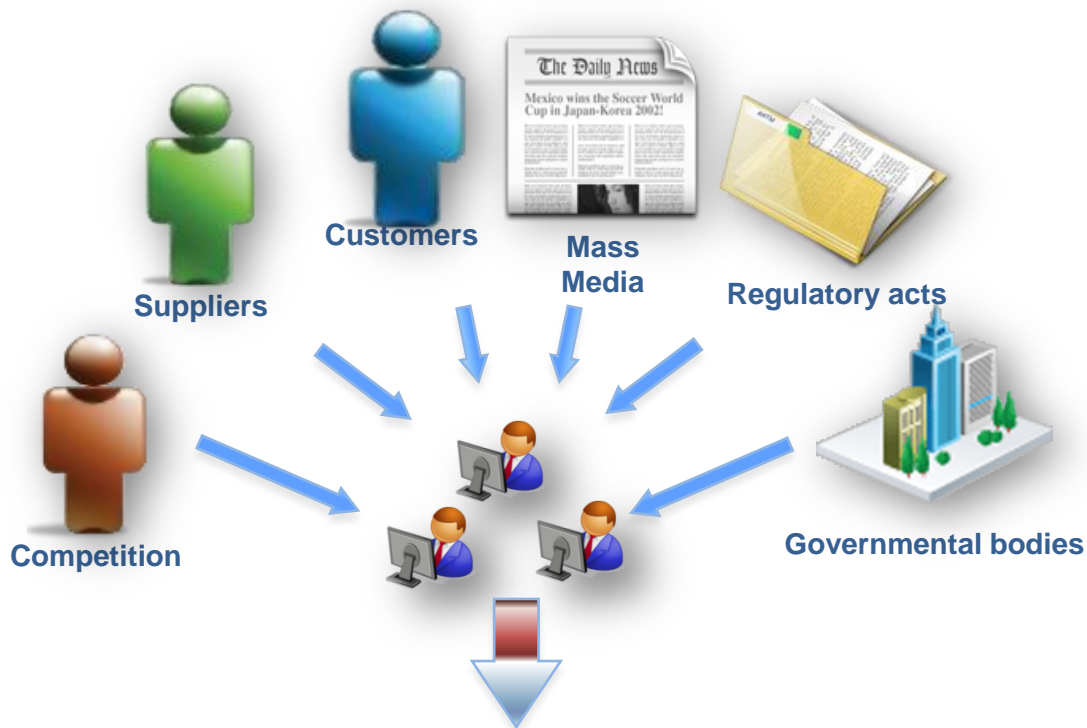 The Daily News
Mexico wins the Soccer World
Cup in Japan-Korea 2002!
Customers
Mass
Media
Suppliers
Regulatory acts
Competition
Governmental bodies